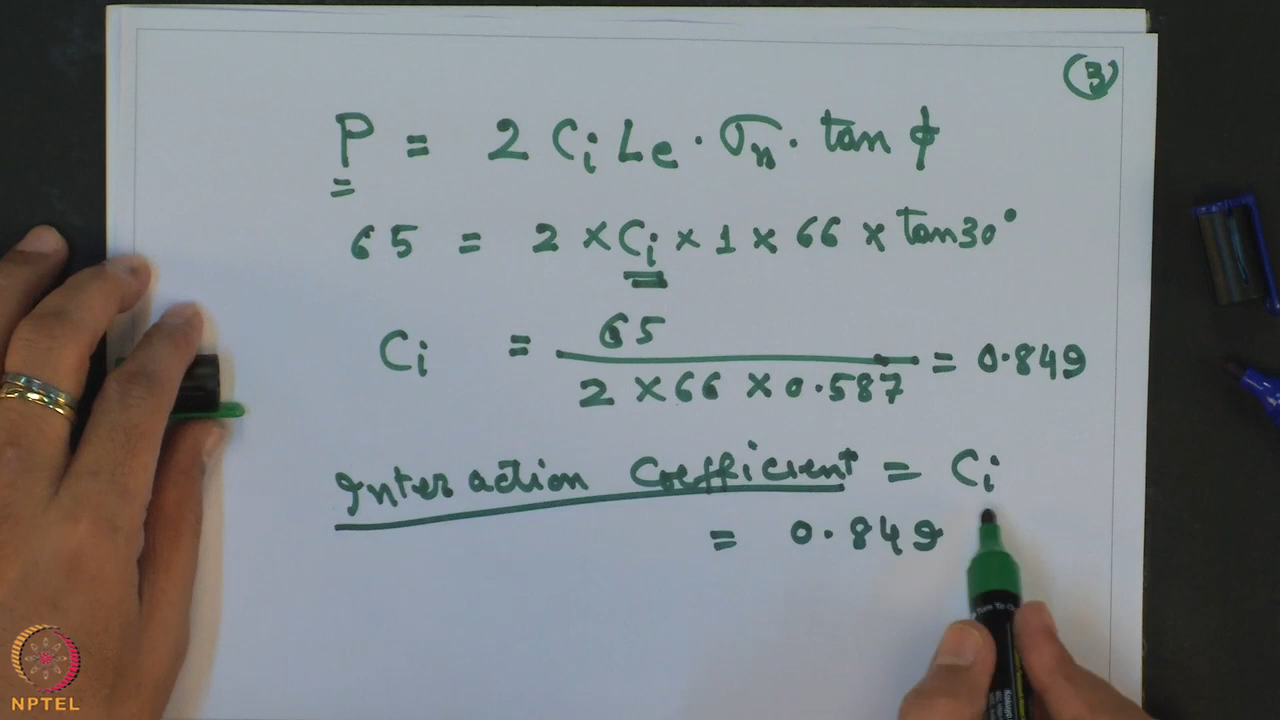 (3)
P = 2 Ci Le · σn · tan ϕ
65 = 2 × Ci × 1 × 66 × tan30°
Ci = 65 / 2 × 66 × 0.587 = 0.849
Interaction Coefficient = Ci
= 0.849
NPTEL